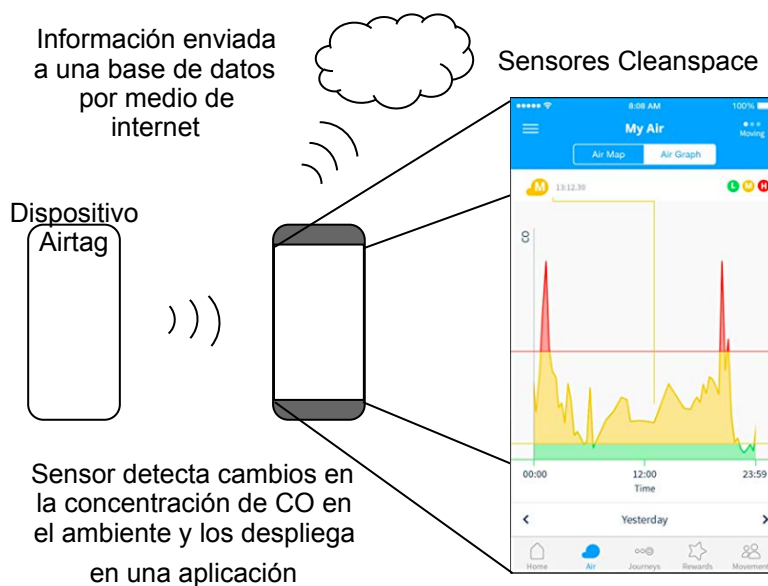 Información enviada
a una base de datos
por medio de
internet
Sensores Cleanspace
8:08 AM
100%
My Air
Moving
Air Map
Air Graph
M
13:12.39
L M H
Dispositivo
Airtag
CO
00:00
12:00
23:59
Time
Sensor detecta cambios en
la concentración de CO en
el ambiente y los despliega
en una aplicación
< Yesterday >
Home
Air
Journeys
Rewards
Movement